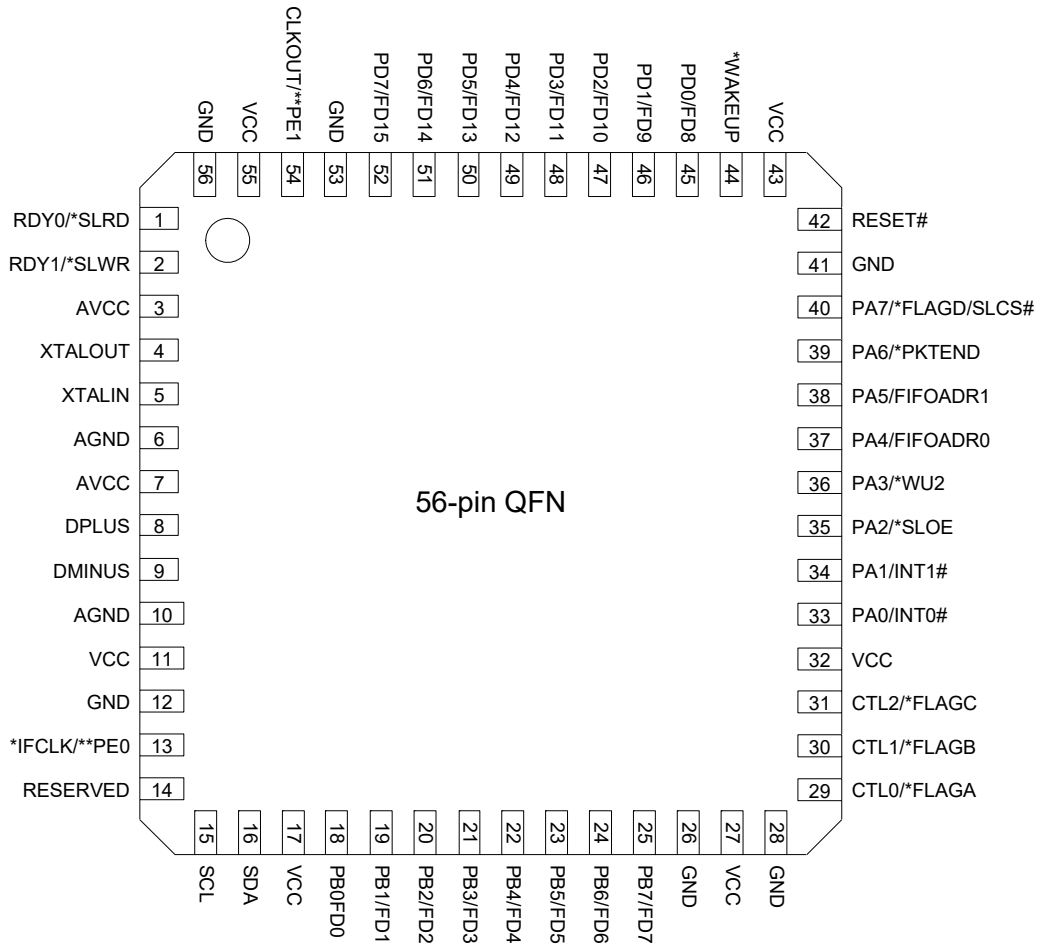 GND
VCC
CLKOUT/**PE1
GND
PD7/FD15
PD6/FD14
PD5/FD13
PD4/FD12
PD3/FD11
PD2/FD10
PD1/FD9
PD0/FD8
*WAKEUP
VCC
56
55
54
53
52
51
50
49
48
47
46
45
44
43
RDY0/*SLRD 1
RDY1/*SLWR 2
AVCC 3
XTALOUT 4
XTALIN 5
AGND 6
AVCC 7
DPLUS 8
DMINUS 9
AGND 10
VCC 11
GND 12
*IFCLK/**PE0 13
RESERVED 14
56-pin QFN
42 RESET#
41 GND
40 PA7/*FLAGD/SLCS#
39 PA6/*PKTEND
38 PA5/FIFOADR1
37 PA4/FIFOADR0
36 PA3/*WU2
35 PA2/*SLOE
34 PA1/INT1#
33 PA0/INT0#
32 VCC
31 CTL2/*FLAGC
30 CTL1/*FLAGB
29 CTL0/*FLAGA
15
16
17
18
19
20
21
22
23
24
25
26
27
28
SCL
SDA
VCC
PB0FD0
PB1/FD1
PB2/FD2
PB3/FD3
PB4/FD4
PB5/FD5
PB6/FD6
PB7/FD7
GND
VCC
GND